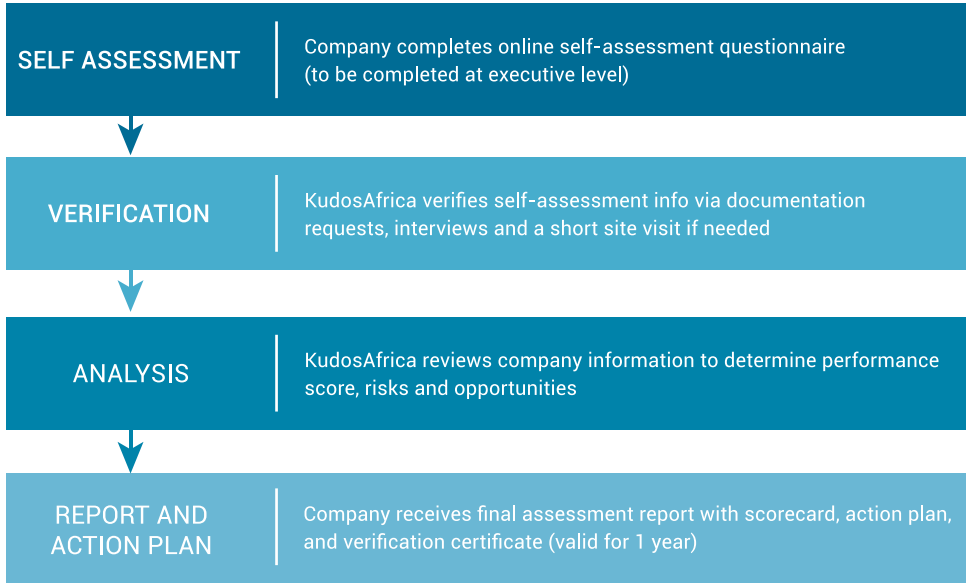 SELF ASSESSMENT
Company completes online self-assessment questionnaire
(to be completed at executive level)
VERIFICATION
KudosAfrica verifies self-assessment info via documentation
requests, interviews and a short site visit if needed
ANALYSIS
KudosAfrica reviews company information to determine performance
score, risks and opportunities
REPORT AND
ACTION PLAN
Company receives final assessment report with scorecard, action plan,
and verification certificate (valid for 1 year)